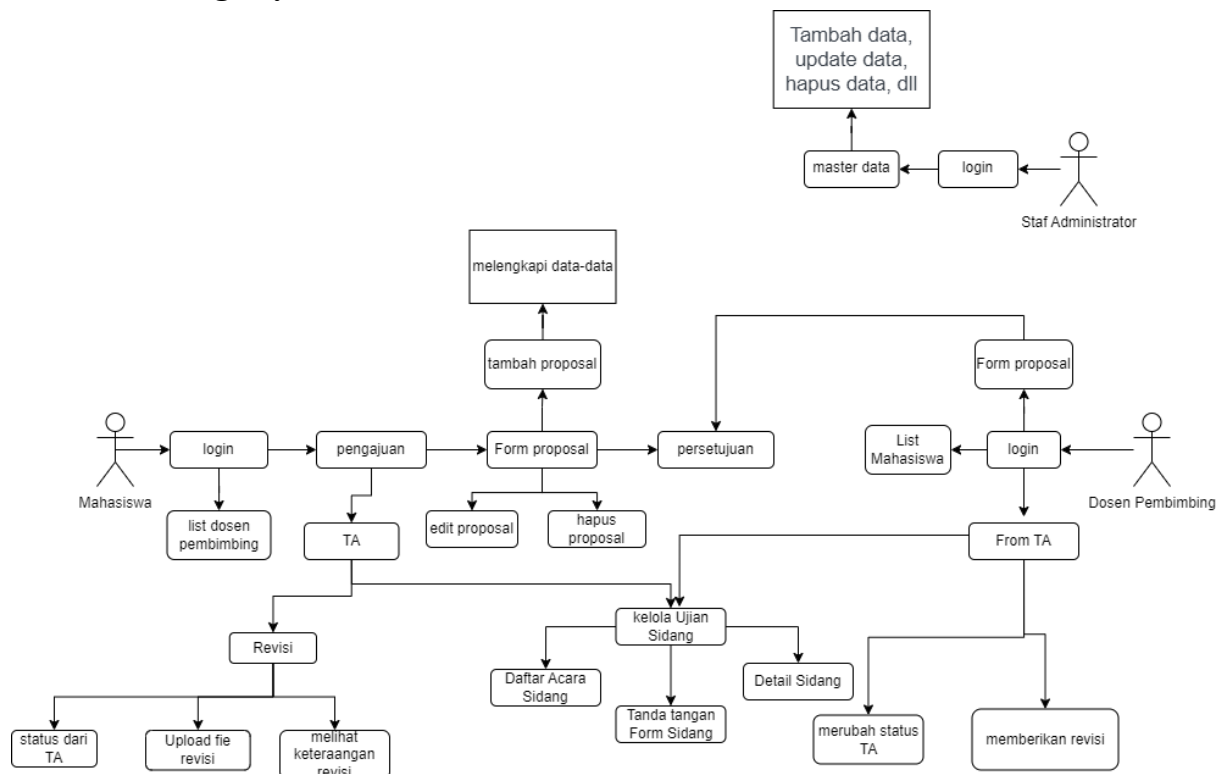 Tambah data,
update data,
hapus data, dll
master data
login
Staf Administrator
melengkapi data-data
tambah proposal
Form proposal
Mahasiswa
login
pengajuan
Form proposal
persetujuan
List
Mahasiswa
login
Dosen Pembimbing
list dosen
pembimbing
TA
edit proposal
hapus
proposal
From TA
Revisi
kelola Ujian
Sidang
Daftar Acara
Sidang
Detail Sidang
Tanda tangan
Form Sidang
status dari
TA
Upload fie
revisi
melihat
keteraangan
revisi
merubah status
TA
memberikan revisi